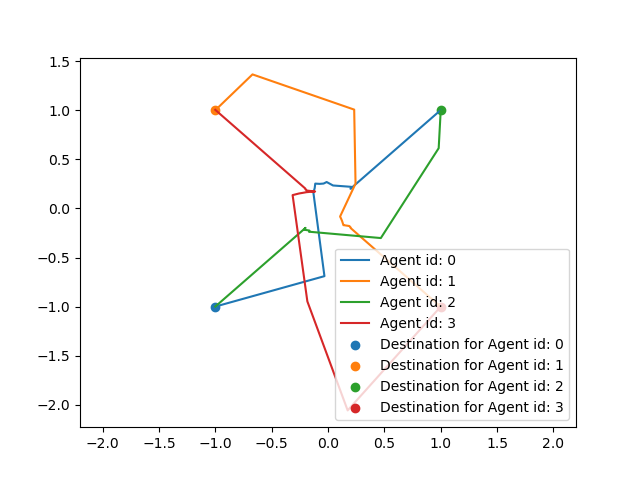 1.5
1.0
0.5
0.0
−0.5
−1.0
−1.5
−2.0
−2.0
−1.5
−1.0
−0.5
0.0
0.5
1.0
1.5
2.0
Agent id: 0
Agent id: 1
Agent id: 2
Agent id: 3
Destination for Agent id: 0
Destination for Agent id: 1
Destination for Agent id: 2
Destination for Agent id: 3